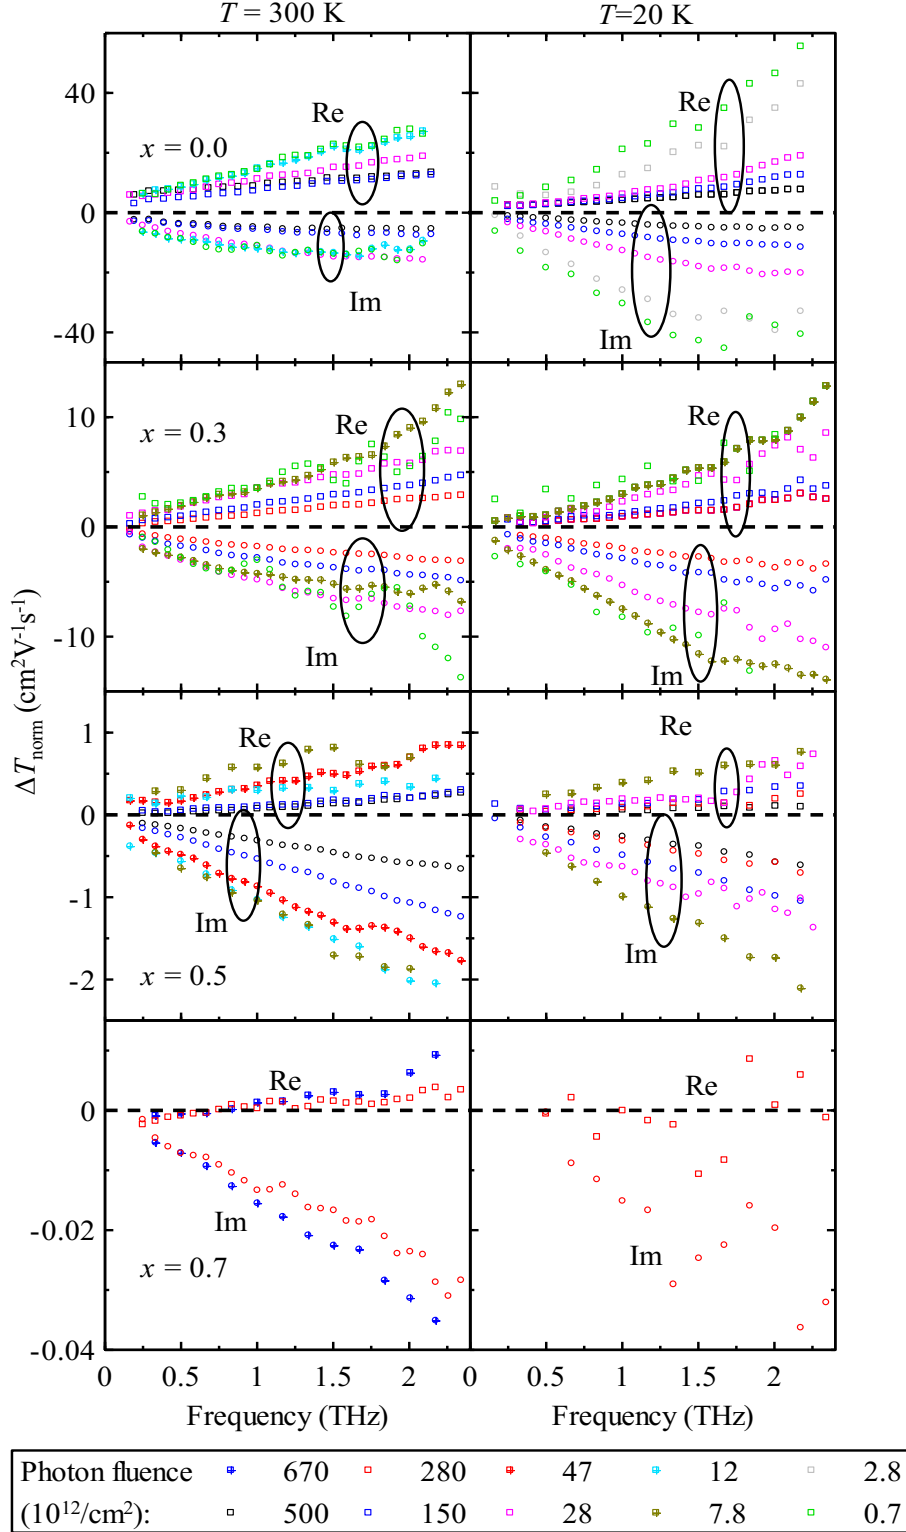 T = 300 K
T=20 K
40
Re
x = 0.0
0
Im
-40
Re
Im
10
Re
x = 0.3
0
Im
-10
Re
Im
ΔTnorm (cm²V⁻¹s⁻¹)
1
Re
0
Im
-1
x = 0.5
-2
Re
Im
0
Re
Im
-0.02
x = 0.7
-0.04
Re
Im
0 0.5 1 1.5 2 0 0.5 1 1.5 2
Frequency (THz) Frequency (THz)
Photon fluence 670 280 47 12 2.8
(10¹²/cm²): 500 150 28 7.8 0.7